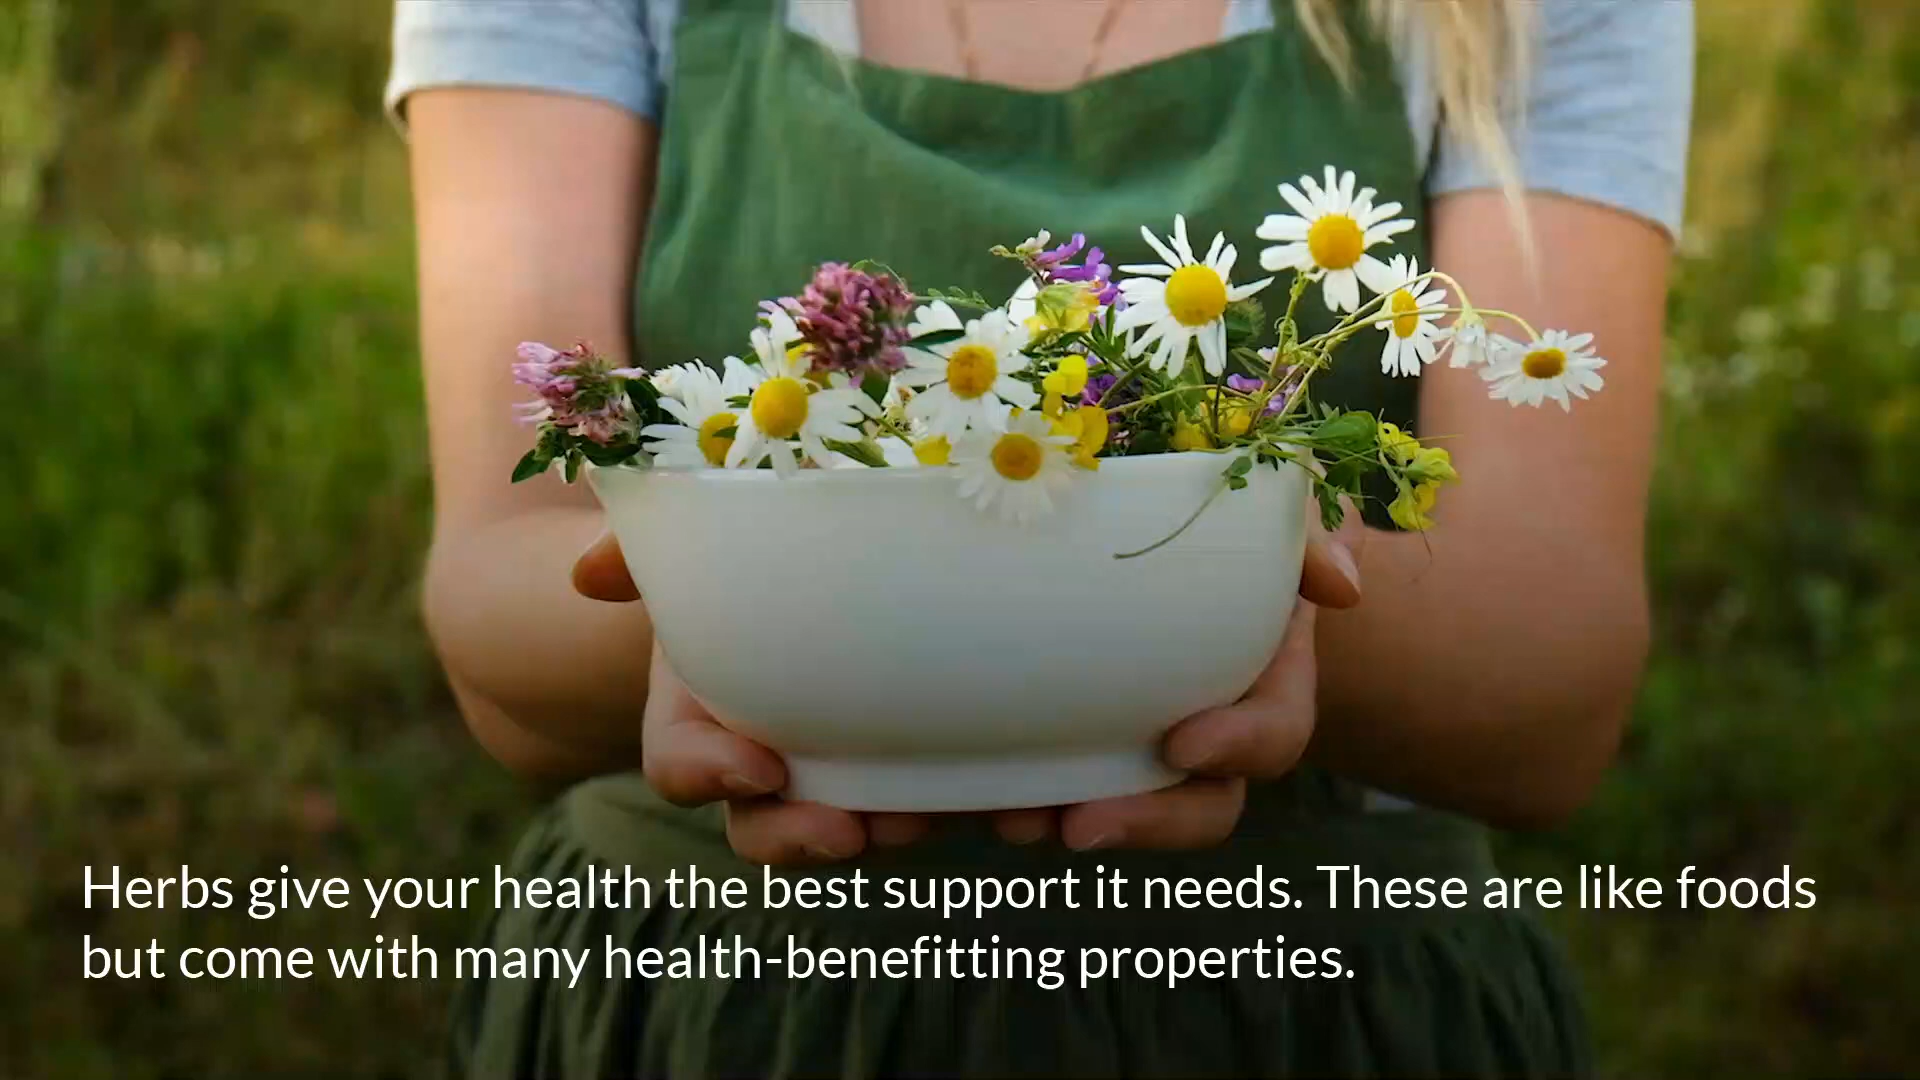 Herbs give your health the best support it needs. These are like foods
but come with many health-benefitting properties.